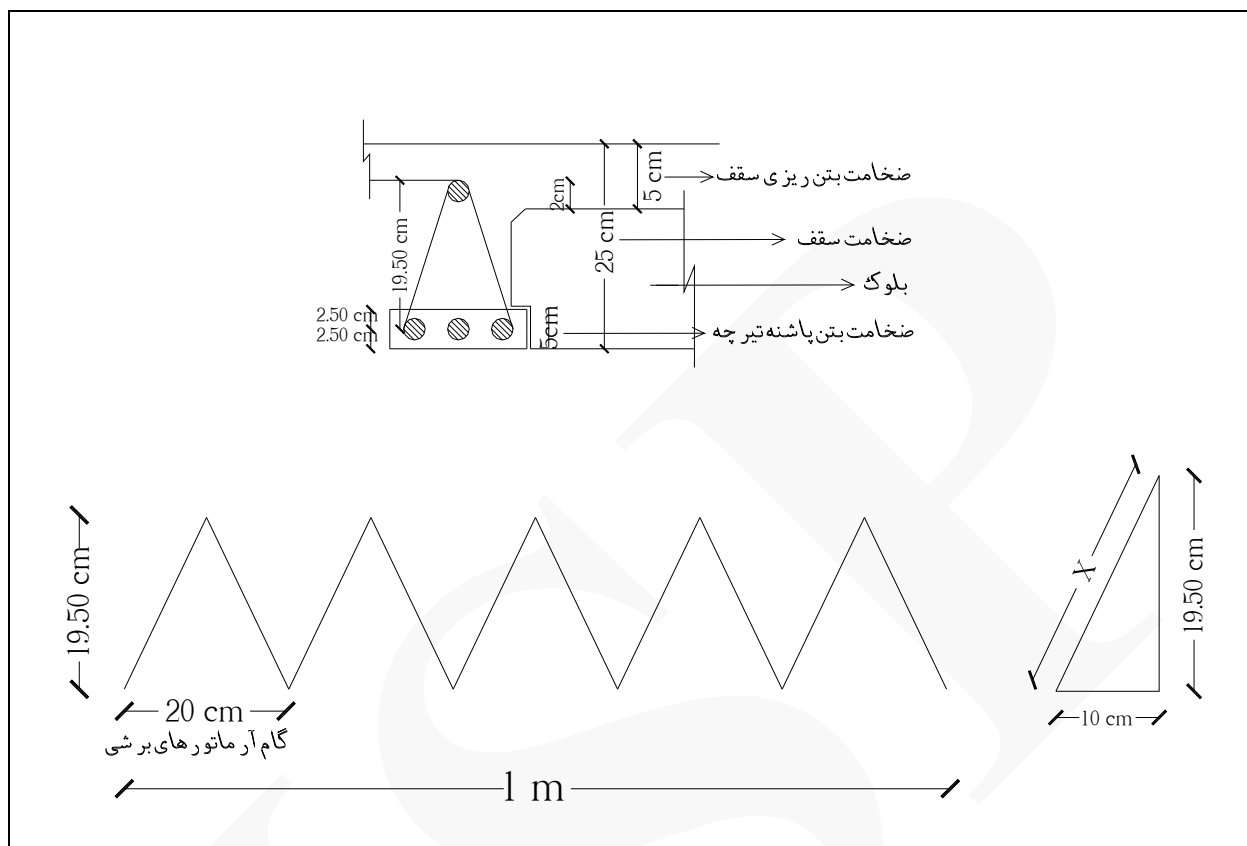 ضخامت بتن ریزی سقف
5 cm
2cm
19.50 cm
25 cm
ضخامت سقف
بلوک
2.50 cm
2.50 cm
5cm
ضخامت بتن پاشنه تیرچه
19.50 cm
X
19.50 cm
20 cm
10 cm
گام آرماتورهای برشی
1 m